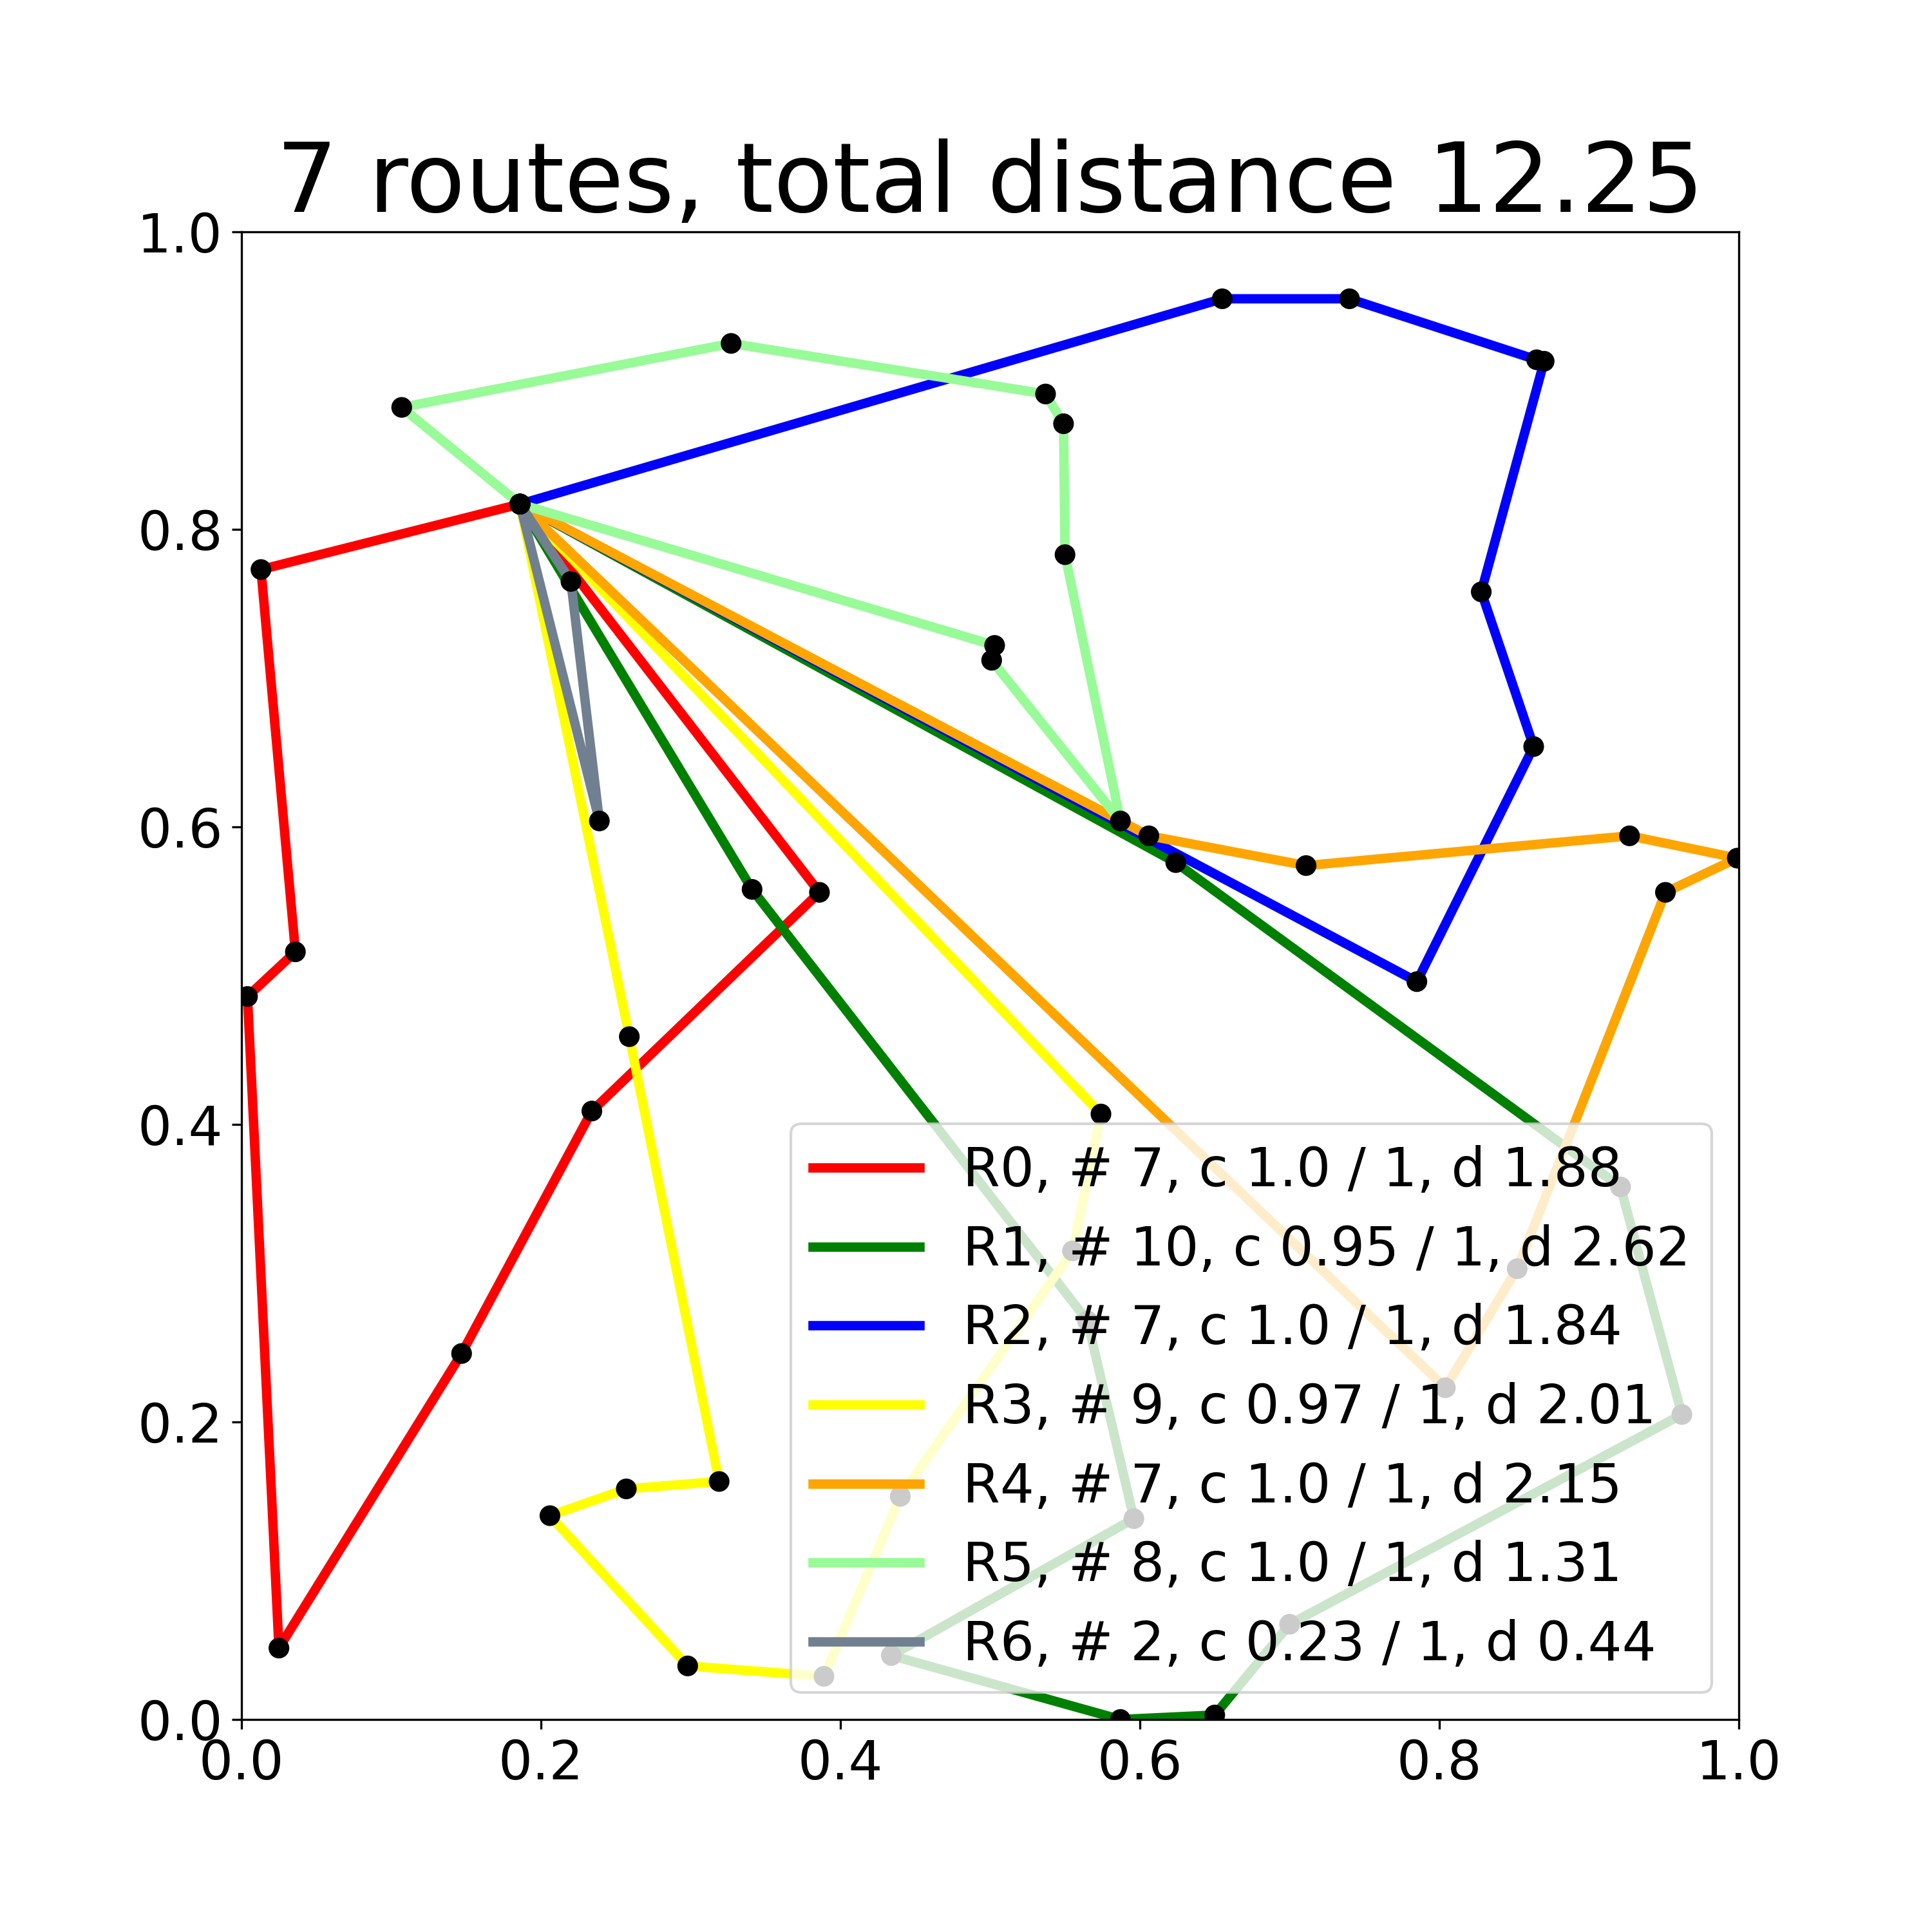 7 routes, total distance 12.25
1.0
0.8
0.6
0.4
0.2
0.0
R0, # 7, c 1.0 / 1, d 1.88
R1, # 10, c 0.95 / 1, d 2.62
R2, # 7, c 1.0 / 1, d 1.84
R3, # 9, c 0.97 / 1, d 2.01
R4, # 7, c 1.0 / 1, d 2.15
R5, # 8, c 1.0 / 1, d 1.31
R6, # 2, c 0.23 / 1, d 0.44
0.0 0.2 0.4 0.6 0.8 1.0